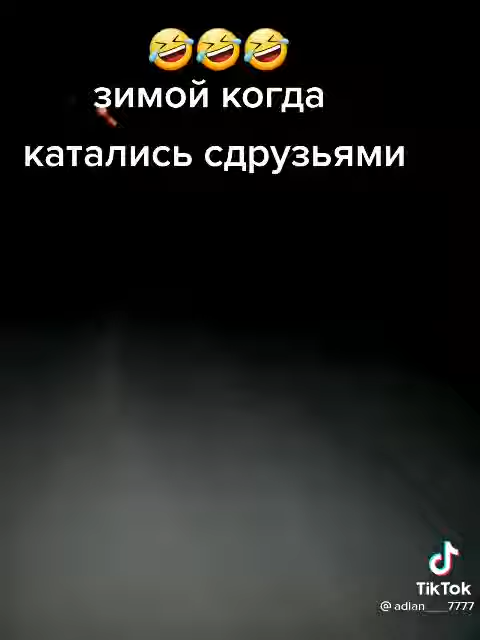 🤣🤣🤣
зимой когда
катались сдрузьями
TikTok
@adlan___7777